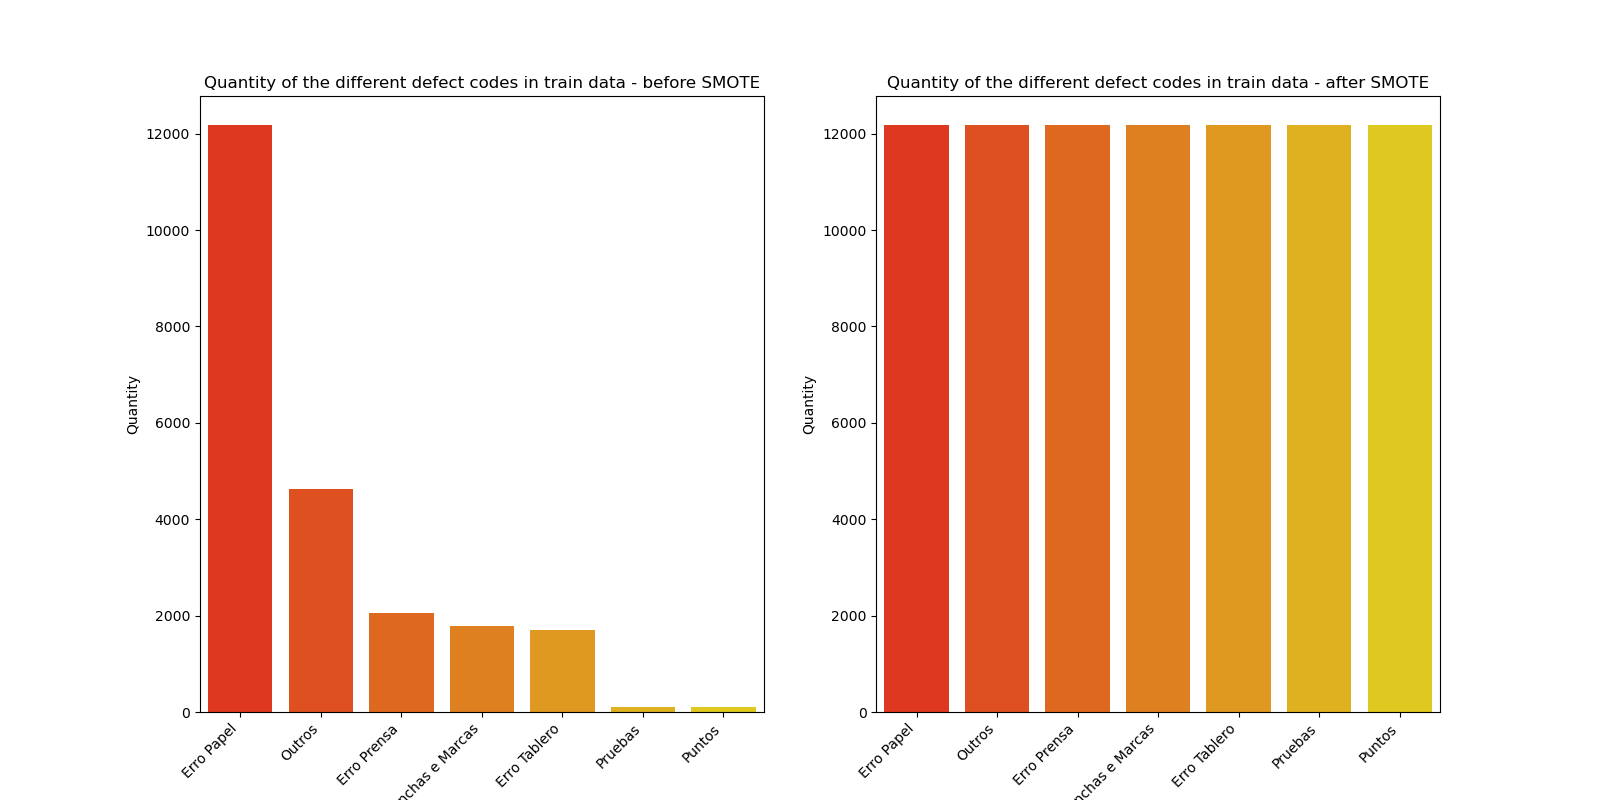 Quantity of the different defect codes in train data - before SMOTE
12000
10000
8000
6000
4000
2000
0
Quantity
Erro Papel
Outros
Erro Prensa
e Marcas
Erro Tablero
Pruebas
Puntos
Quantity of the different defect codes in train data - after SMOTE
12000
10000
8000
6000
4000
2000
0
Quantity
Erro Papel
Outros
Erro Prensa
e Marcas
Erro Tablero
Pruebas
Puntos